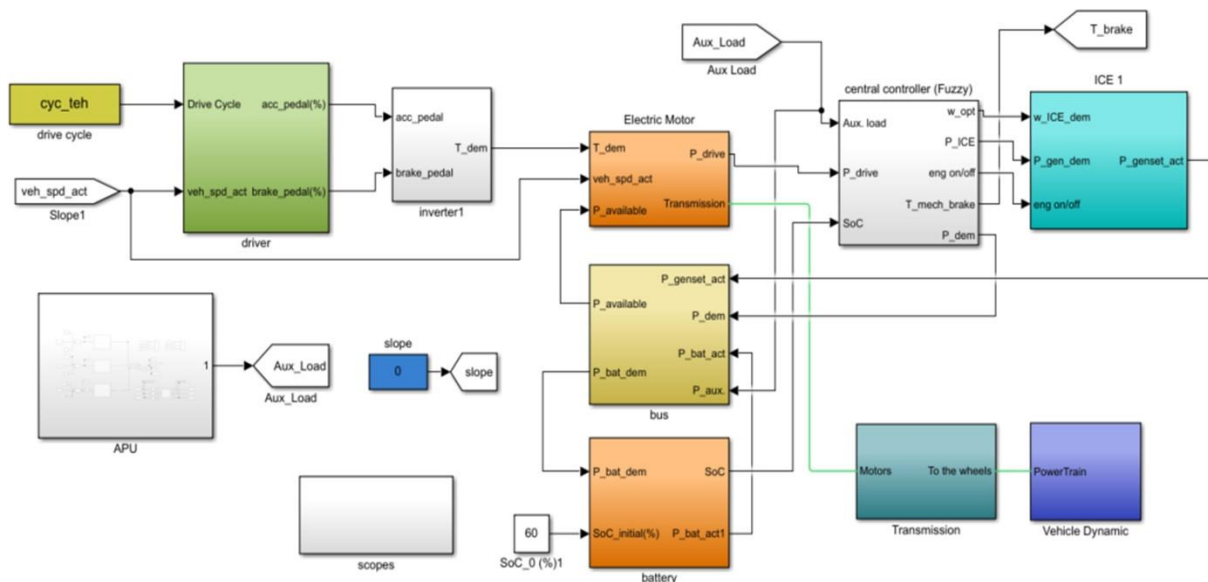 Aux_Load
Aux Load
T_brake
cyc_teh
drive cycle
Drive Cycle
acc_pedal(%)
veh_spd_act
brake_pedal(%)
driver
veh_spd_act
Slope1
acc_pedal
T_dem
brake_pedal
inverter1
Electric Motor
T_dem
P_drive
veh_spd_act
P_available
Transmission
central controller (Fuzzy)
Aux. load
w_opt
P_ICE
P_drive
eng on/off
T_mech_brake
SoC
P_dem
ICE 1
w_ICE_dem
P_gen_dem
P_genset_act
eng on/off
P_genset_act
P_available
P_dem
P_bat_act
P_bat_dem
P_aux.
bus
1
APU
Aux_Load
Aux_Load
slope
0
slope
P_bat_dem
SoC
SoC_initial(%)
P_bat_act1
battery
60
SoC_0 (%)1
scopes
Motors
To the wheels
Transmission
PowerTrain
Vehicle Dynamic